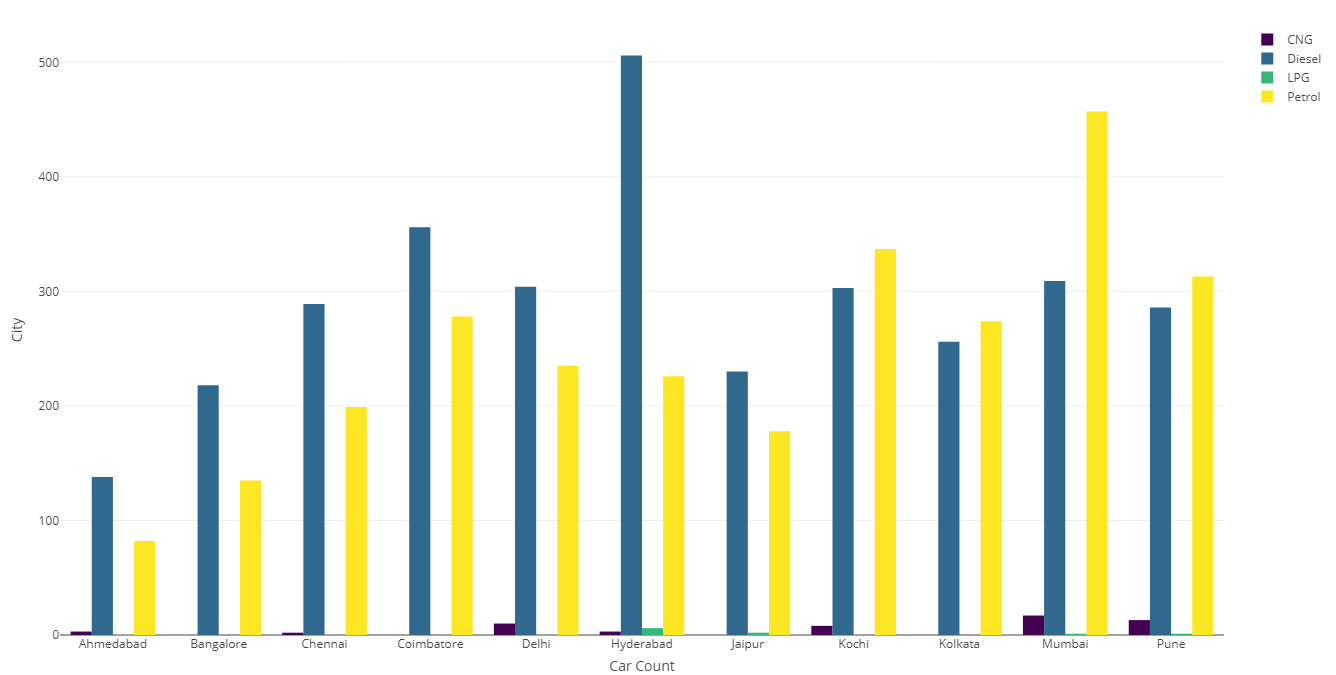 CNG
Diesel
LPG
Petrol
500
400
300
200
100
0
City
Ahmedabad Bangalore Chennai Coimbatore Delhi Hyderabad Jaipur Kochi Kolkata Mumbai Pune
Car Count